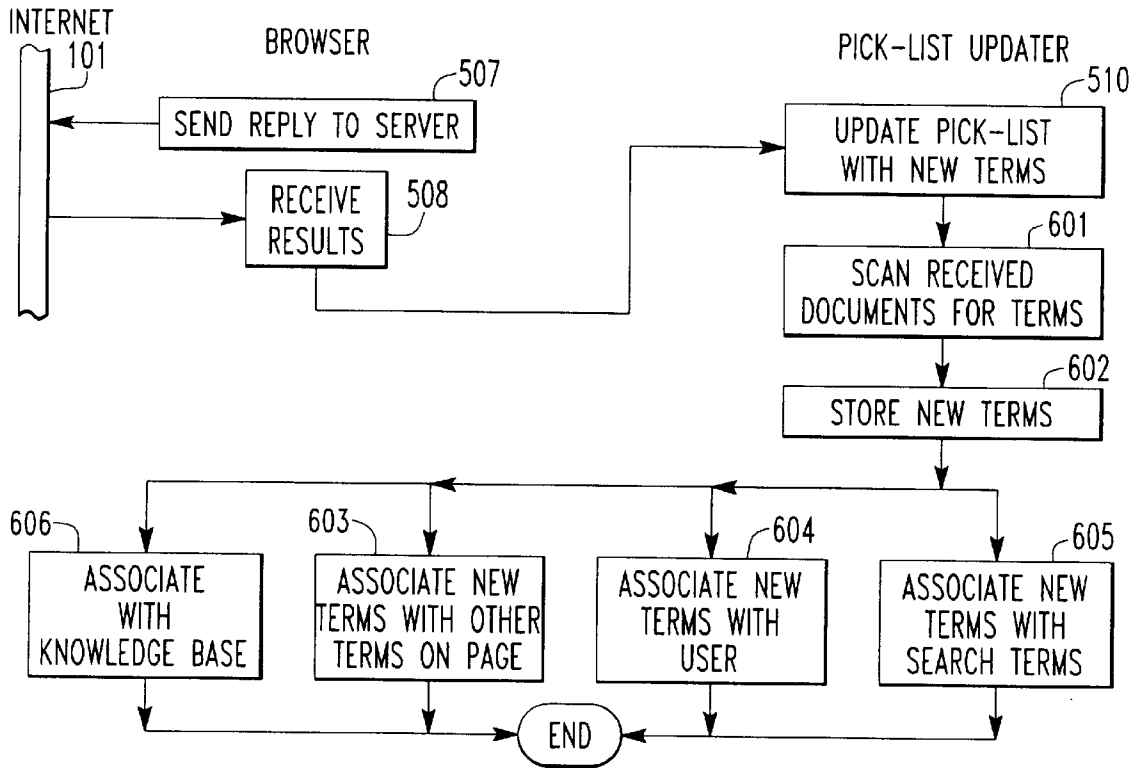 INTERNET
101
BROWSER
507
SEND REPLY TO SERVER
508
RECEIVE
RESULTS
PICK-LIST UPDATER
510
UPDATE PICK-LIST
WITH NEW TERMS
601
SCAN RECEIVED
DOCUMENTS FOR TERMS
602
STORE NEW TERMS
606
ASSOCIATE
WITH
KNOWLEDGE BASE
603
ASSOCIATE NEW
TERMS WITH OTHER
TERMS ON PAGE
604
ASSOCIATE NEW
TERMS WITH
USER
605
ASSOCIATE NEW
TERMS WITH
SEARCH TERMS
END